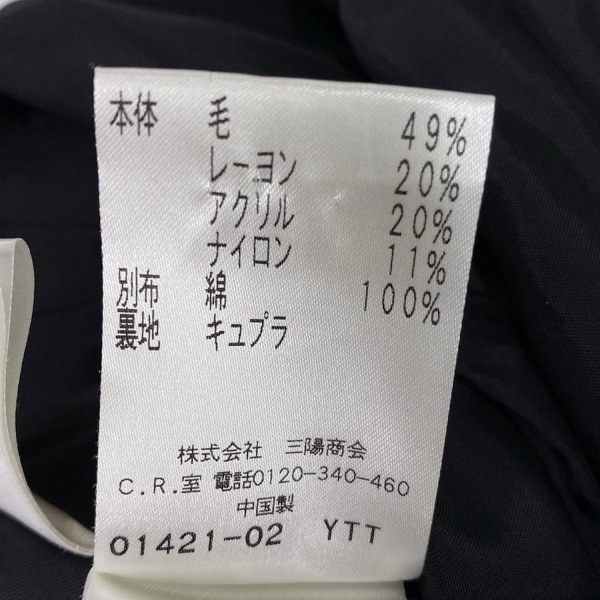 本体 毛 49%
レーヨン 20%
アクリル 20%
ナイロン 11%
別布 綿 100%
裏地 キュプラ
株式会社 三陽商会
C.R.室 電話0120-340-460
中国製
01421-02 YTT